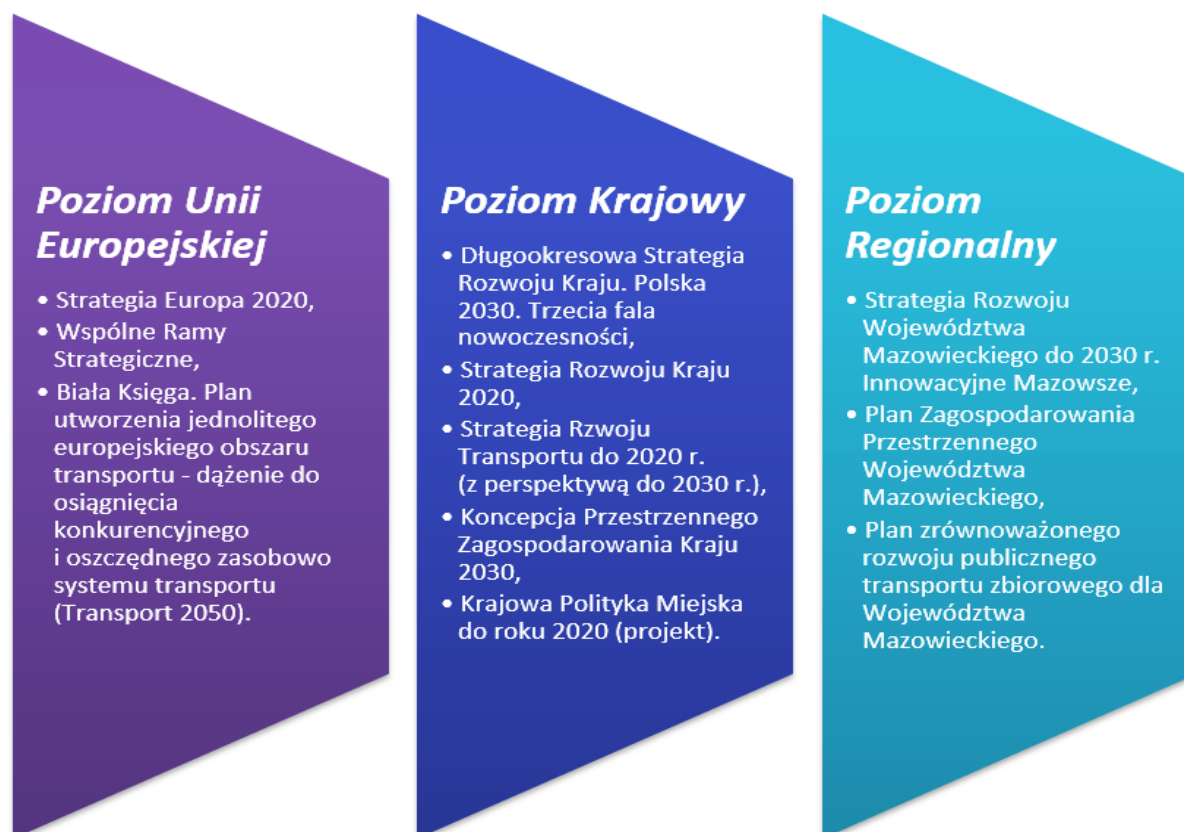 Poziom Unii
Europejskiej
• Strategia Europa 2020,
• Wspólne Ramy
Strategiczne,
• Biała Księga. Plan
utworzenia jednolitego
europejskiego obszaru
transportu - dążenie do
osiągnięcia
konkurencyjnego
i oszczędnego zasobowo
systemu transportu
(Transport 2050).
Poziom Krajowy
• Długookresowa Strategia
Rozwoju Kraju. Polska
2030. Trzecia fala
nowoczesności,
• Strategia Rozwoju Kraju
2020,
• Strategia Rzwoju
Transportu do 2020 r.
(z perspektywą do 2030 r.),
• Koncepcja Przestrzennego
Zagospodarowania Kraju
2030,
• Krajowa Polityka Miejska
do roku 2020 (projekt).
Poziom
Regionalny
• Strategia Rozwoju
Województwa
Mazowieckiego do 2030 r.
Innowacyjne Mazowsze,
• Plan Zagospodarowania
Przestrzennego
Województwa
Mazowieckiego,
• Plan zrównoważonego
rozwoju publicznego
transportu zbiorowego dla
Województwa
Mazowieckiego.